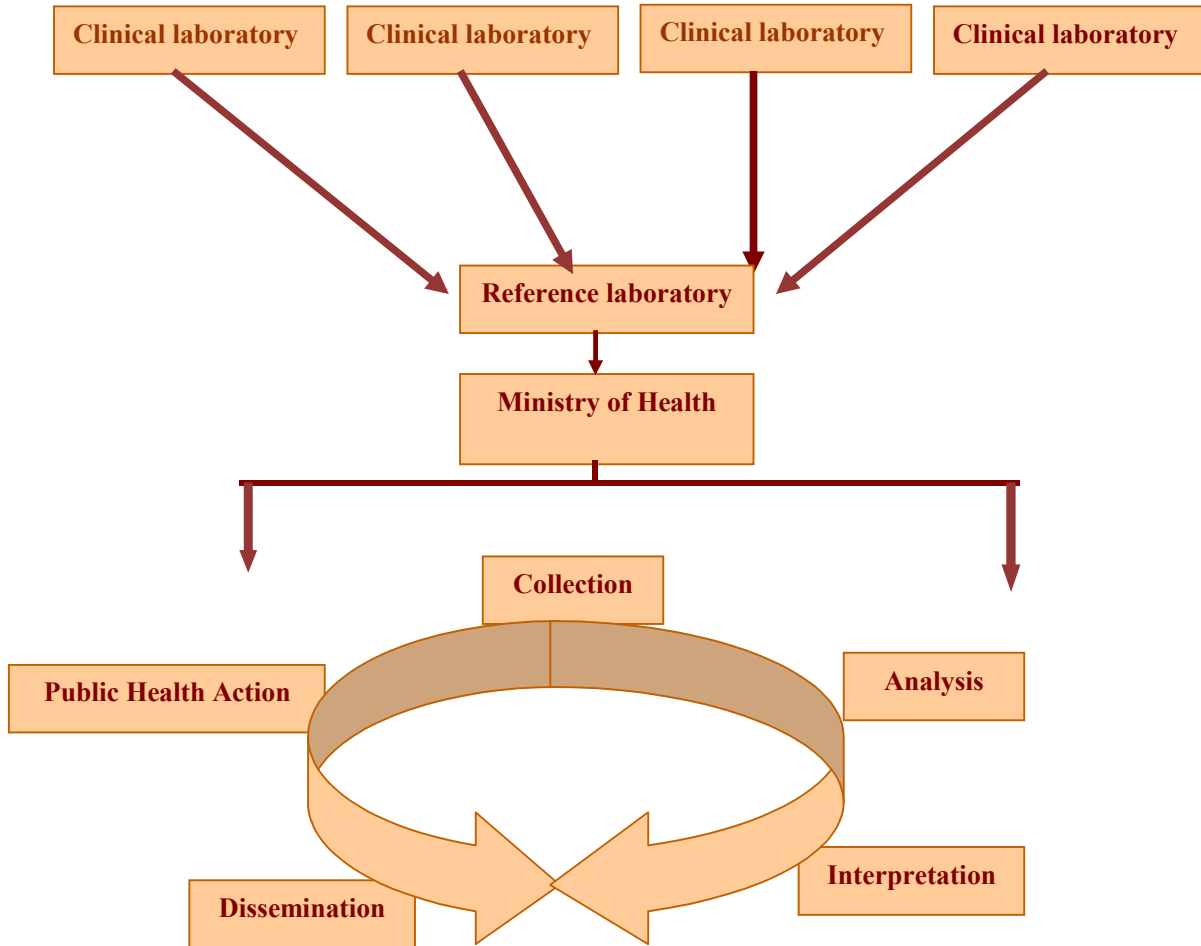 Clinical laboratory
Clinical laboratory
Clinical laboratory
Clinical laboratory
Reference laboratory
Ministry of Health
Collection
Public Health Action
Analysis
Interpretation
Dissemination